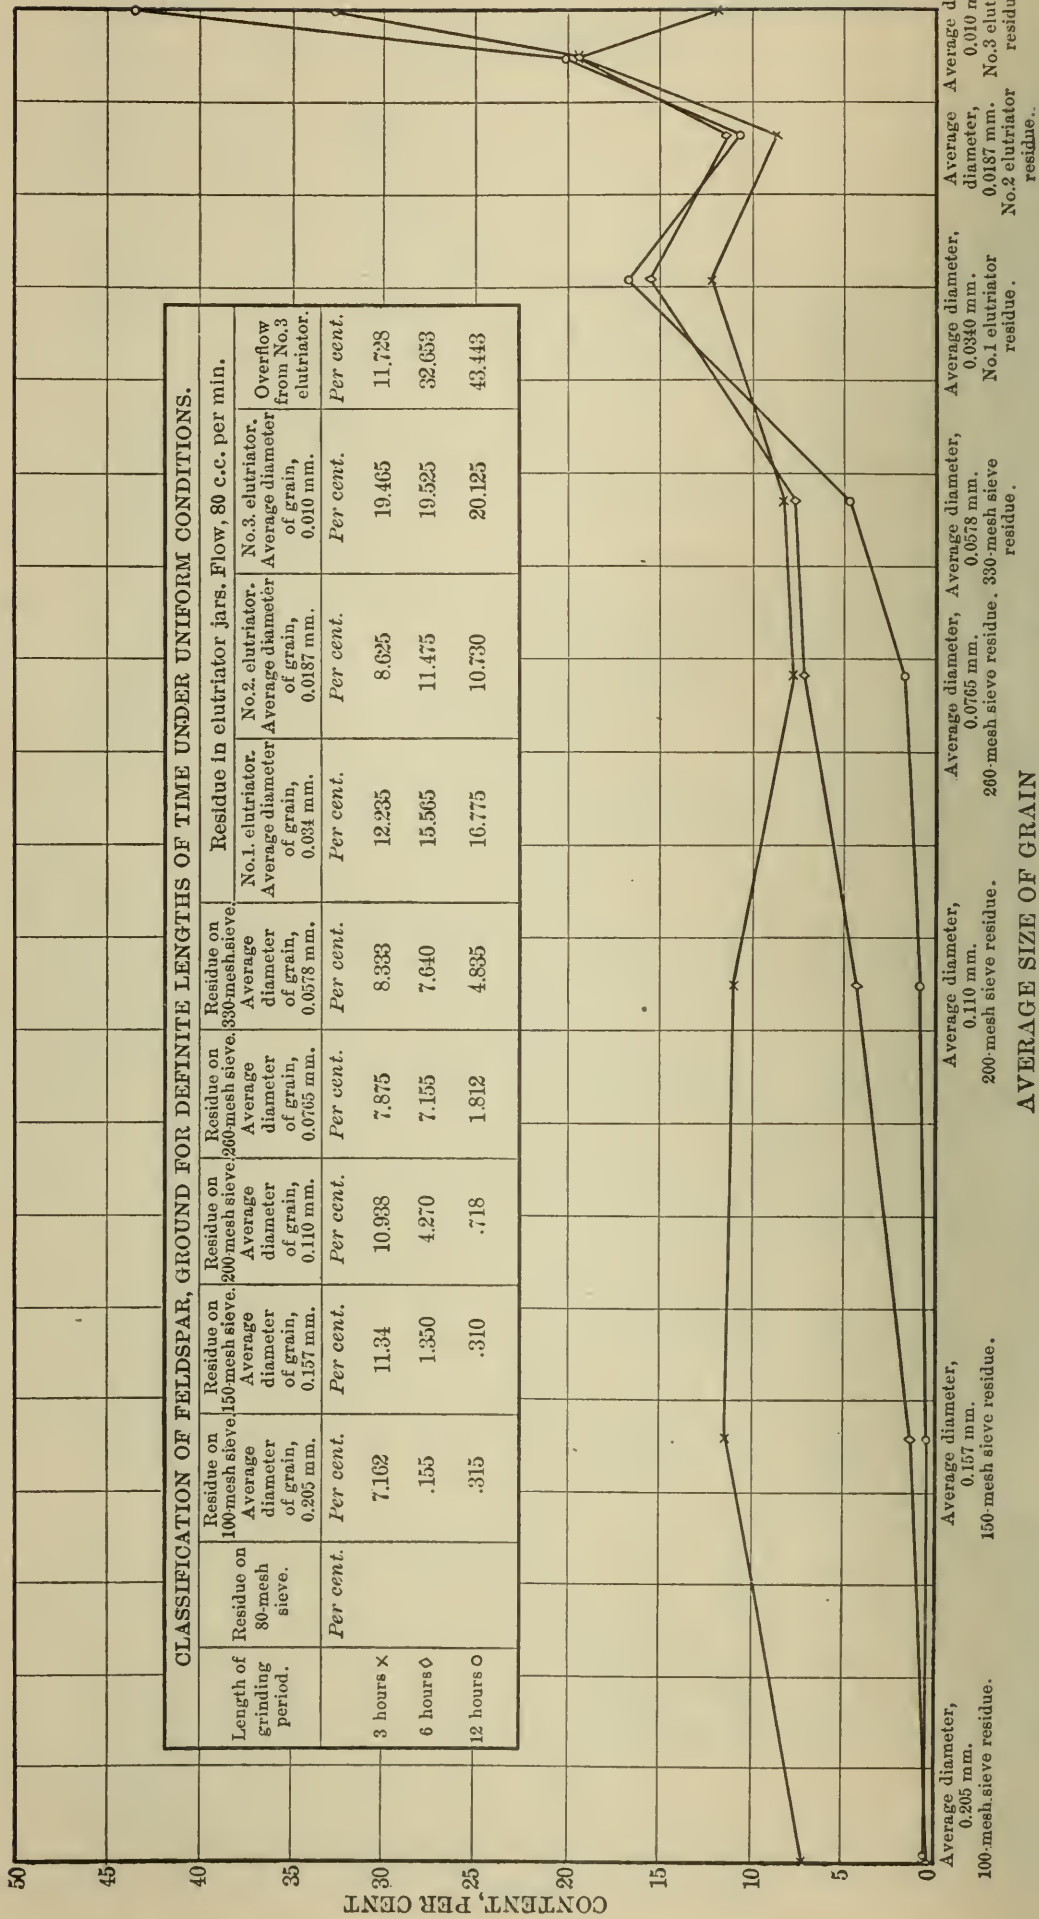 CLASSIFICATION OF FELDSPAR, GROUND FOR DEFINITE LENGTHS OF TIME UNDER UNIFORM CONDITIONS.
Length of grinding period.
Residue on 80-mesh sieve.
Residue on 100-mesh sieve. Average diameter of grain, 0.205 mm.
Residue on 150-mesh sieve. Average diameter of grain, 0.157 mm.
Residue on 200-mesh sieve. Average diameter of grain, 0.110 mm.
Residue on 260-mesh sieve. Average diameter of grain, 0.0765 mm.
Residue on 330-mesh sieve. Average diameter of grain, 0.0578 mm.
Residue in elutriator jars. Flow, 80 c.c. per min.
No.1. elutriator. Average diameter of grain, 0.034 mm.
No.2. elutriator. Average diameter of grain, 0.0187 mm.
No.3. elutriator. Average diameter of grain, 0.010 mm.
Overflow from No.3 elutriator.
Per cent. Per cent. Per cent. Per cent. Per cent. Per cent. Per cent. Per cent. Per cent. Per cent.
3 hours × 7.162 11.34 10.938 7.875 8.333 12.235 8.625 19.465 11.728
6 hours ◇ .155 1.350 4.270 7.155 7.640 15.565 11.475 19.525 32.653
12 hours ○ .315 .310 .718 1.812 4.835 16.775 10.730 20.125 43.443
CONTENT, PER CENT
50
45
40
35
30
25
20
15
10
5
0
Average diameter,
0.205 mm.
100-mesh sieve residue.
Average diameter,
0.157 mm.
150-mesh sieve residue.
Average diameter,
0.110 mm.
200-mesh sieve residue.
Average diameter,
0.0765 mm.
260-mesh sieve residue.
Average diameter,
0.0578 mm.
330-mesh sieve
residue.
Average diameter,
0.0340 mm.
No.1 elutriator
residue.
Average
diameter,
0.0187 mm.
No.2 elutriator
residue.
Average d
0.010 m
No.3 elut
residu
AVERAGE SIZE OF GRAIN